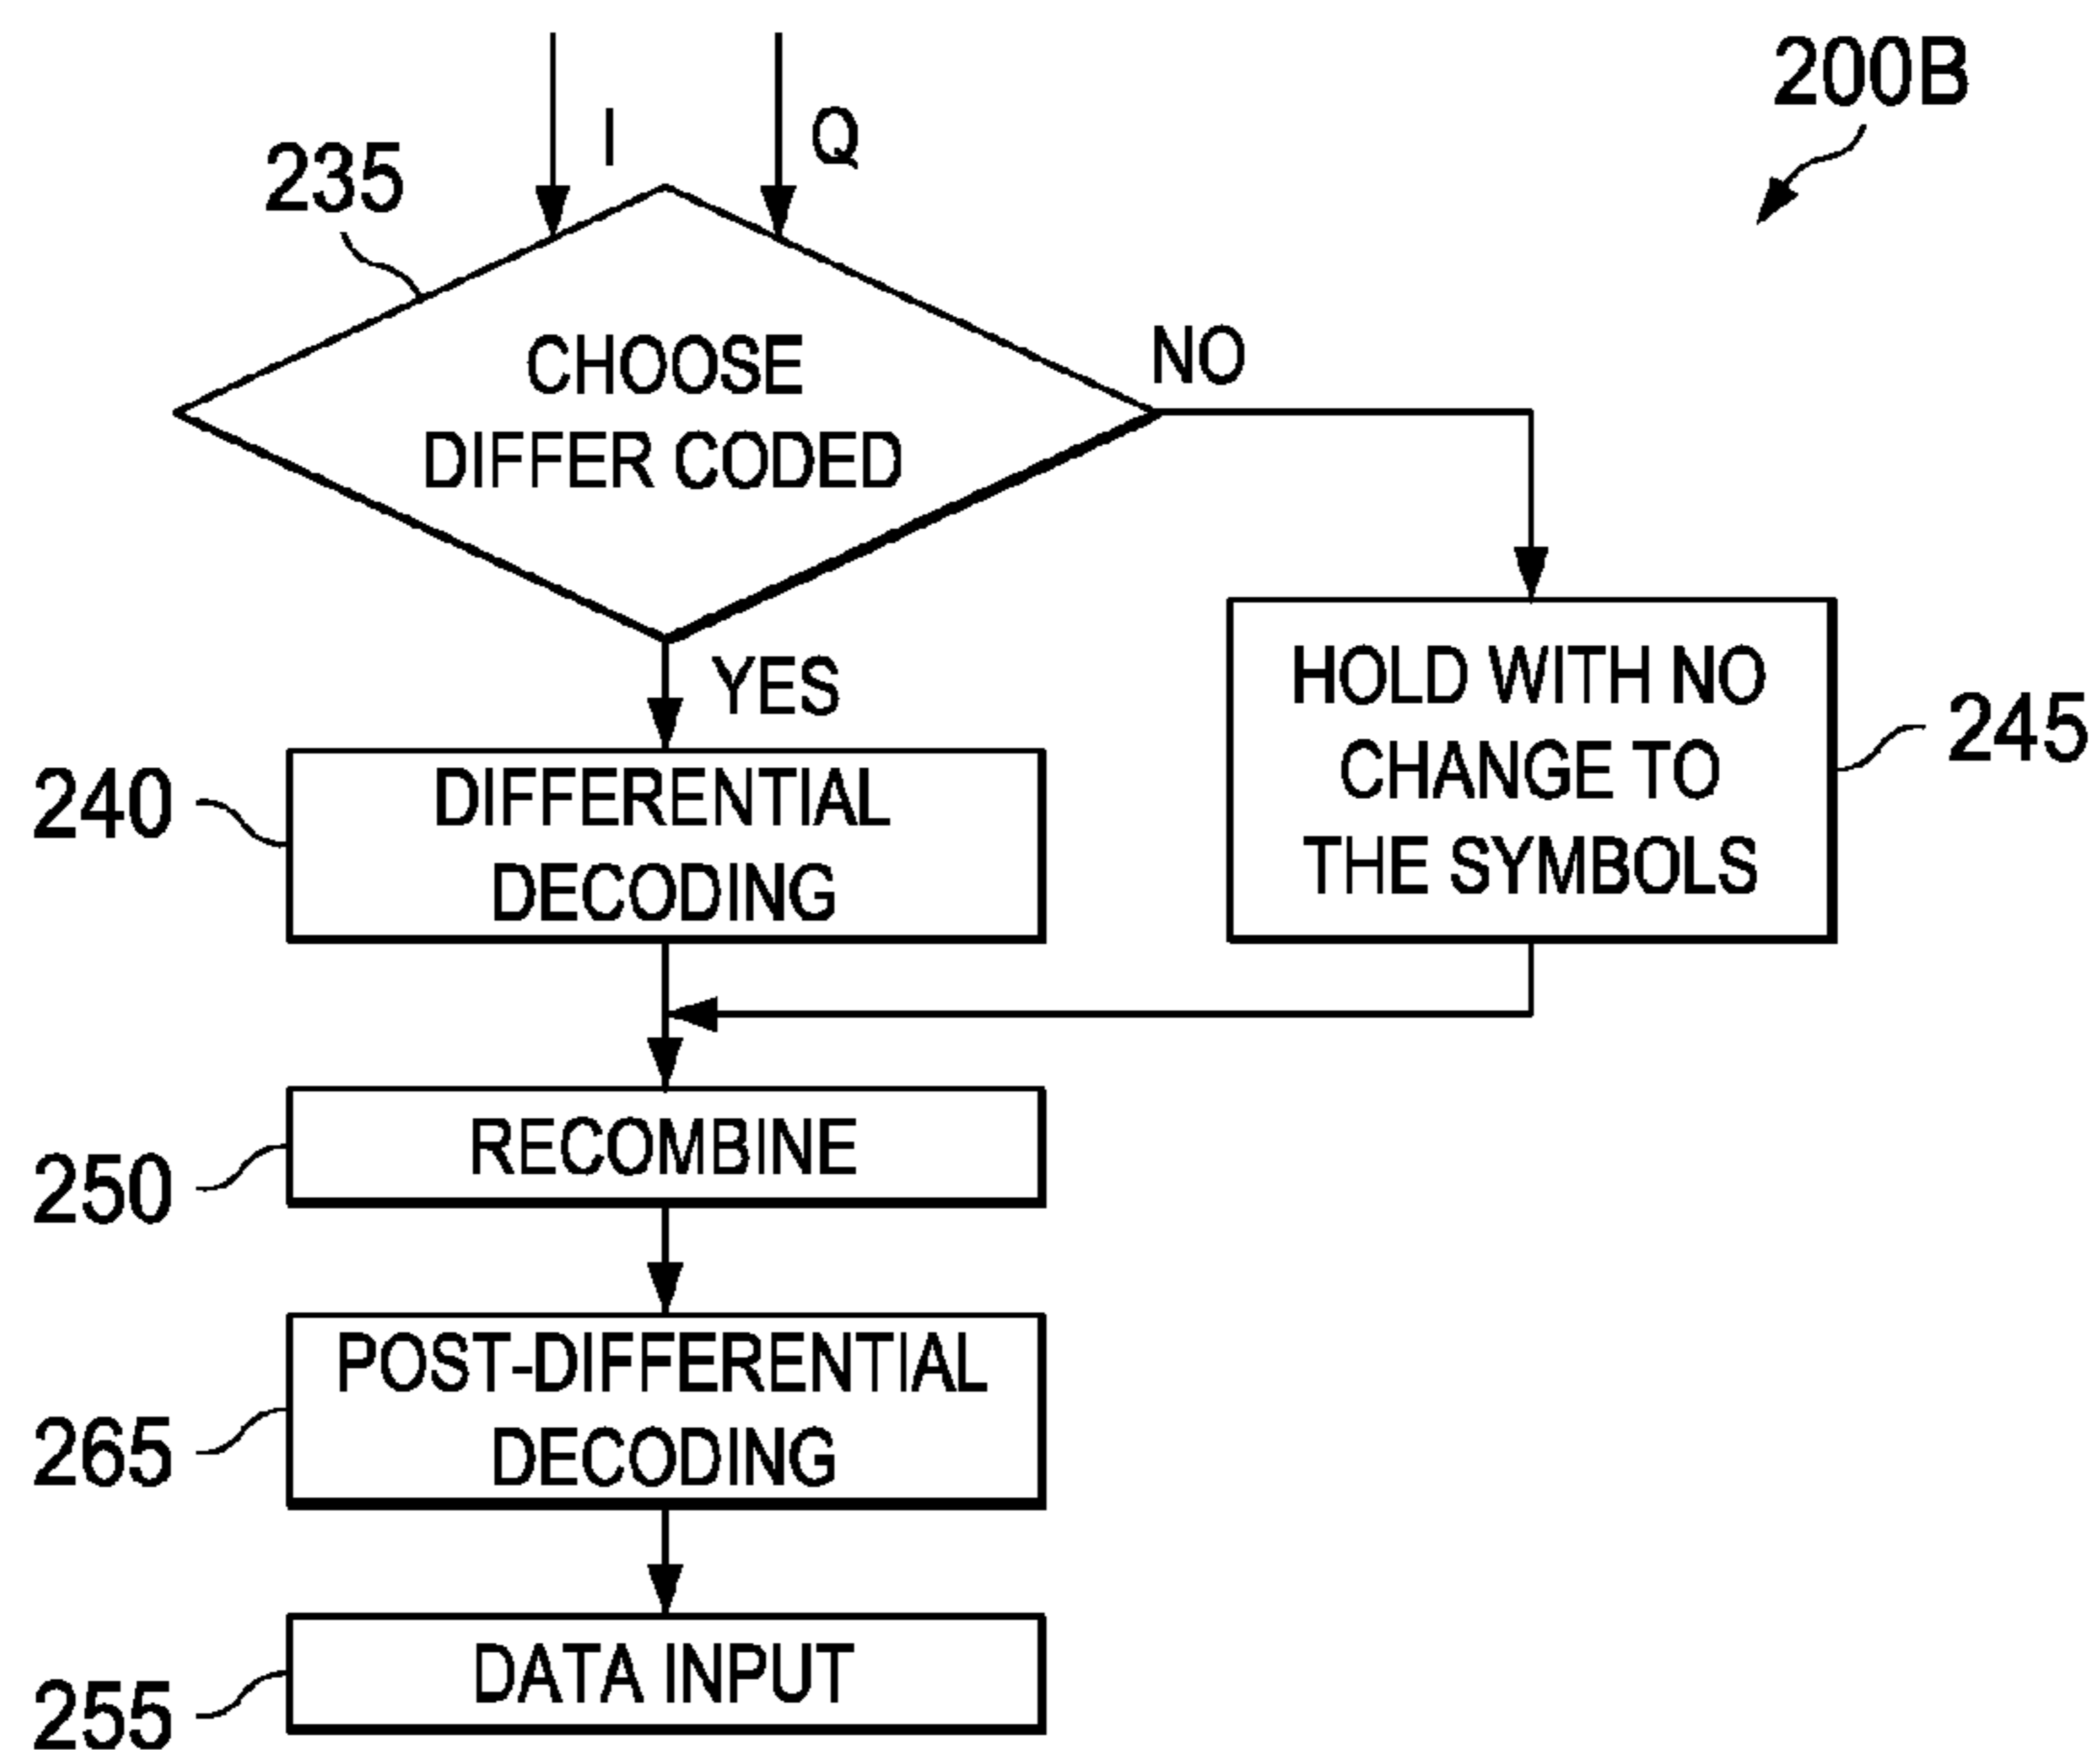 200B
I
Q
235
CHOOSE
DIFFER CODED
NO
YES
HOLD WITH NO
CHANGE TO
THE SYMBOLS
245
240
DIFFERENTIAL
DECODING
250
RECOMBINE
265
POST-DIFFERENTIAL
DECODING
255
DATA INPUT